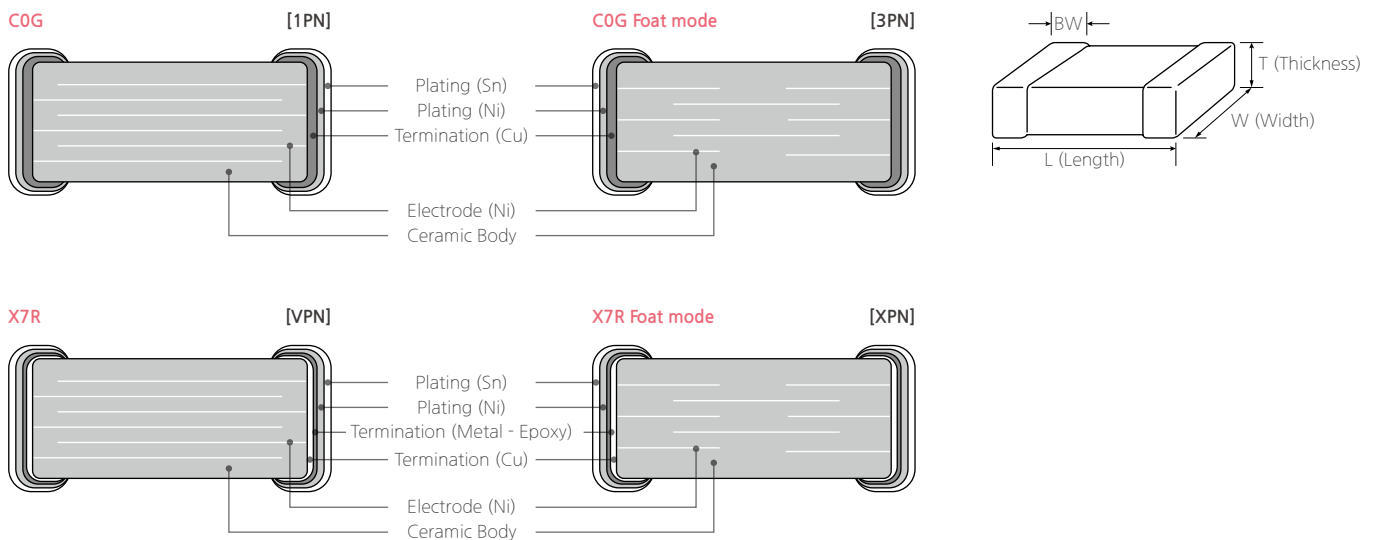 C0G [1PN]
C0G Foat mode [3PN]
Plating (Sn)
Plating (Ni)
Termination (Cu)
Electrode (Ni)
Ceramic Body
BW
T (Thickness)
W (Width)
L (Length)
X7R [VPN]
X7R Foat mode [XPN]
Plating (Sn)
Plating (Ni)
Termination (Metal - Epoxy)
Termination (Cu)
Electrode (Ni)
Ceramic Body